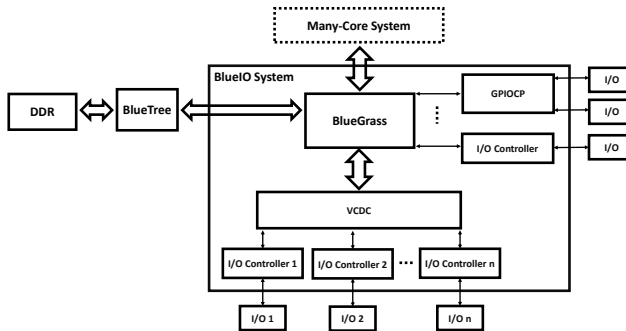 Many-Core System
BlueIO System
GPIOCP
I/O
DDR
BlueTree
BlueGrass
I/O
I/O Controller
I/O
VCDC
I/O Controller 1
I/O Controller 2
I/O Controller n
I/O 1
I/O 2
I/O n